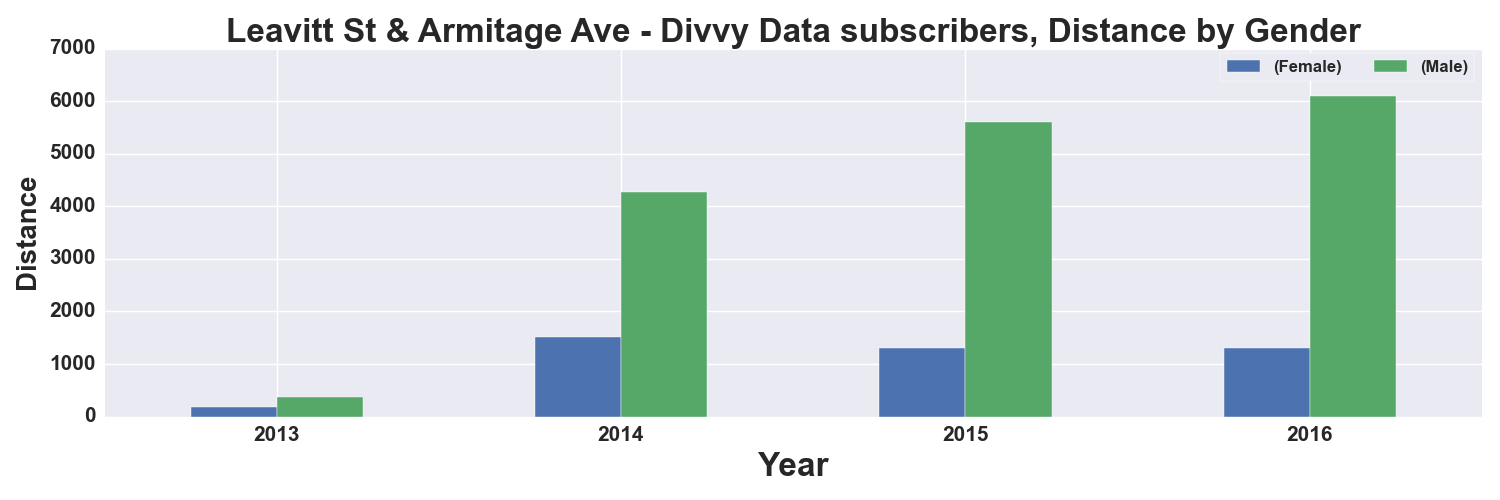 Leavitt St & Armitage Ave - Divvy Data subscribers, Distance by Gender
7000
6000
5000
4000
3000
2000
1000
0
Distance
(Female)
(Male)
2013
2014
2015
2016
Year